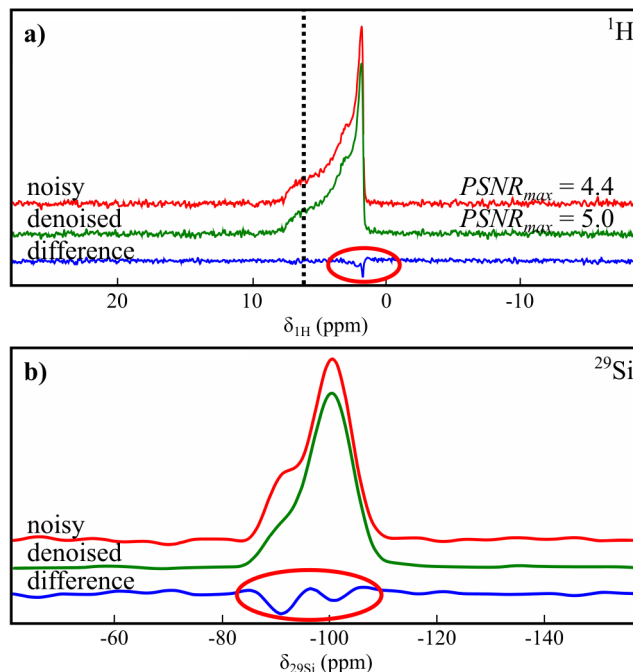 a)
¹H
noisy
PSNRmax = 4.4
denoised
PSNRmax = 5.0
difference
20 10 0 -10
δ1H (ppm)
b)
²⁹Si
noisy
denoised
difference
-60 -80 -100 -120 -140
δ29Si (ppm)